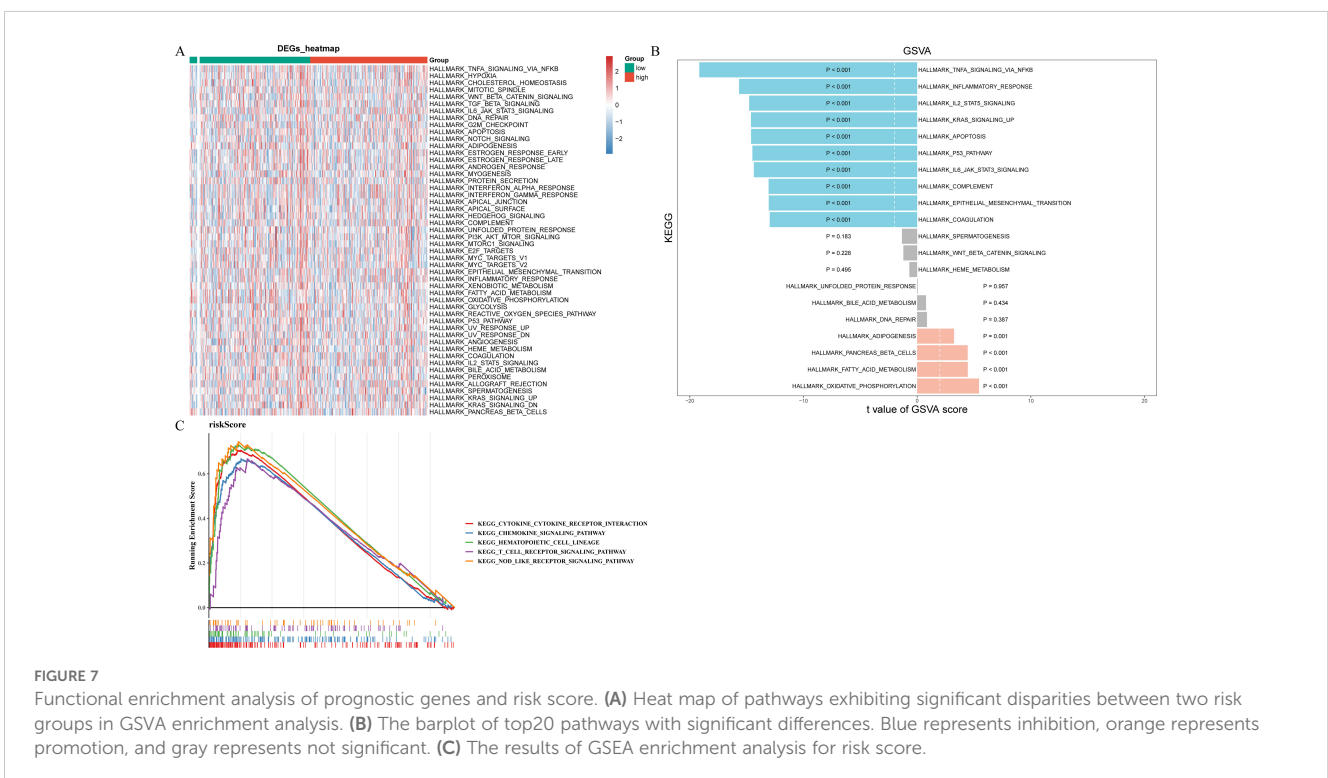 A
DEGs_heatmap
Group
HALLMARK_TNFA_SIGNALING_VIA_NFKB
HALLMARK_HYPOXIA
HALLMARK_CHOLESTEROL_HOMEOSTASIS
HALLMARK_MITOTIC_SPINDLE
HALLMARK_WNT_BETA_CATENIN_SIGNALING
HALLMARK_TGF_BETA_SIGNALING
HALLMARK_IL6_JAK_STAT3_SIGNALING
HALLMARK_DNA_REPAIR
HALLMARK_G2M_CHECKPOINT
HALLMARK_APOPTOSIS
HALLMARK_NOTCH_SIGNALING
HALLMARK_ADIPOGENESIS
HALLMARK_ESTROGEN_RESPONSE_EARLY
HALLMARK_ESTROGEN_RESPONSE_LATE
HALLMARK_ANDROGEN_RESPONSE
HALLMARK_MYOGENESIS
HALLMARK_PROTEIN_SECRETION
HALLMARK_INTERFERON_ALPHA_RESPONSE
HALLMARK_INTERFERON_GAMMA_RESPONSE
HALLMARK_APICAL_JUNCTION
HALLMARK_APICAL_SURFACE
HALLMARK_HEDGEHOG_SIGNALING
HALLMARK_COMPLEMENT
HALLMARK_UNFOLDED_PROTEIN_RESPONSE
HALLMARK_PI3K_AKT_MTOR_SIGNALING
HALLMARK_MTORC1_SIGNALING
HALLMARK_E2F_TARGETS
HALLMARK_MYC_TARGETS_V1
HALLMARK_MYC_TARGETS_V2
HALLMARK_EPITHELIAL_MESENCHYMAL_TRANSITION
HALLMARK_INFLAMMATORY_RESPONSE
HALLMARK_XENOBIOTIC_METABOLISM
HALLMARK_FATTY_ACID_METABOLISM
HALLMARK_OXIDATIVE_PHOSPHORYLATION
HALLMARK_GLYCOLYSIS
HALLMARK_REACTIVE_OXYGEN_SPECIES_PATHWAY
HALLMARK_P53_PATHWAY
HALLMARK_UV_RESPONSE_UP
HALLMARK_UV_RESPONSE_DN
HALLMARK_ANGIOGENESIS
HALLMARK_HEME_METABOLISM
HALLMARK_COAGULATION
HALLMARK_IL2_STAT5_SIGNALING
HALLMARK_BILE_ACID_METABOLISM
HALLMARK_PEROXISOME
HALLMARK_ALLOGRAFT_REJECTION
HALLMARK_SPERMATOGENESIS
HALLMARK_KRAS_SIGNALING_UP
HALLMARK_KRAS_SIGNALING_DN
HALLMARK_PANCREAS_BETA_CELLS
2
1
0
−1
−2
Group
low
high
B
GSVA
KEGG
P < 0.001 HALLMARK_TNFA_SIGNALING_VIA_NFKB
P < 0.001 HALLMARK_INFLAMMATORY_RESPONSE
P < 0.001 HALLMARK_IL2_STAT5_SIGNALING
P < 0.001 HALLMARK_KRAS_SIGNALING_UP
P < 0.001 HALLMARK_APOPTOSIS
P < 0.001 HALLMARK_P53_PATHWAY
P < 0.001 HALLMARK_IL6_JAK_STAT3_SIGNALING
P < 0.001 HALLMARK_COMPLEMENT
P < 0.001 HALLMARK_EPITHELIAL_MESENCHYMAL_TRANSITION
P < 0.001 HALLMARK_COAGULATION
P = 0.183 HALLMARK_SPERMATOGENESIS
P = 0.228 HALLMARK_WNT_BETA_CATENIN_SIGNALING
P = 0.495 HALLMARK_HEME_METABOLISM
HALLMARK_UNFOLDED_PROTEIN_RESPONSE P = 0.957
HALLMARK_BILE_ACID_METABOLISM P = 0.434
HALLMARK_DNA_REPAIR P = 0.387
HALLMARK_ADIPOGENESIS P = 0.001
HALLMARK_PANCREAS_BETA_CELLS P < 0.001
HALLMARK_FATTY_ACID_METABOLISM P < 0.001
HALLMARK_OXIDATIVE_PHOSPHORYLATION P < 0.001
−20 −10 0 10 20
t value of GSVA score
C
riskScore
Running Enrichment Score
0.6
0.4
0.2
0.0
KEGG_CYTOKINE_CYTOKINE_RECEPTOR_INTERACTION
KEGG_CHEMOKINE_SIGNALING_PATHWAY
KEGG_HEMATOPOIETIC_CELL_LINEAGE
KEGG_T_CELL_RECEPTOR_SIGNALING_PATHWAY
KEGG_NOD_LIKE_RECEPTOR_SIGNALING_PATHWAY
FIGURE 7
Functional enrichment analysis of prognostic genes and risk score. (A) Heat map of pathways exhibiting significant disparities between two risk
groups in GSVA enrichment analysis. (B) The barplot of top20 pathways with significant differences. Blue represents inhibition, orange represents
promotion, and gray represents not significant. (C) The results of GSEA enrichment analysis for risk score.